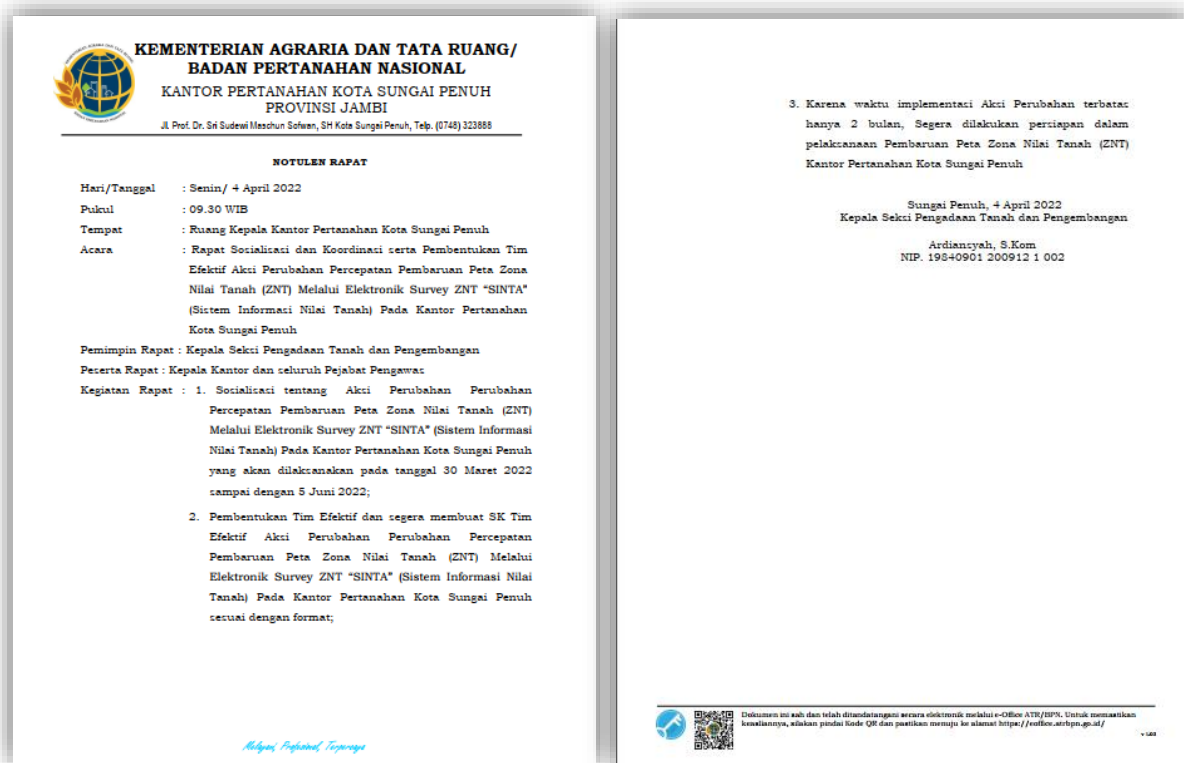 KEMENTERIAN AGRARIA DAN TATA RUANG/
BADAN PERTANAHAN NASIONAL
KANTOR PERTANAHAN KOTA SUNGAI PENUH
PROVINSI JAMBI
Jl. Prof. Dr. Sri Sudewi Maschun Sofwan, SH Kota Sungai Penuh, Telp. (0748) 323888
NOTULEN RAPAT
Hari/Tanggal : Senin/ 4 April 2022
Pukul : 09.30 WIB
Tempat : Ruang Kepala Kantor Pertanahan Kota Sungai Penuh
Acara : Rapat Sosialisasi dan Koordinasi serta Pembentukan Tim
Efektif Aksi Perubahan Percepatan Pembaruan Peta Zona
Nilai Tanah (ZNT) Melalui Elektronik Survey ZNT “SINTA”
(Sistem Informasi Nilai Tanah) Pada Kantor Pertanahan
Kota Sungai Penuh
Pemimpin Rapat : Kepala Seksi Pengadaan Tanah dan Pengembangan
Peserta Rapat : Kepala Kantor dan seluruh Pejabat Pengawas
Kegiatan Rapat : 1. Sosialisasi tentang Aksi Perubahan Perubahan
Percepatan Pembaruan Peta Zona Nilai Tanah (ZNT)
Melalui Elektronik Survey ZNT “SINTA” (Sistem Informasi
Nilai Tanah) Pada Kantor Pertanahan Kota Sungai Penuh
yang akan dilaksanakan pada tanggal 30 Maret 2022
sampai dengan 5 Juni 2022;
2. Pembentukan Tim Efektif dan segera membuat SK Tim
Efektif Aksi Perubahan Perubahan Percepatan
Pembaruan Peta Zona Nilai Tanah (ZNT) Melalui
Elektronik Survey ZNT “SINTA” (Sistem Informasi Nilai
Tanah) Pada Kantor Pertanahan Kota Sungai Penuh
sesuai dengan format;
Melayani, Profesional, Terpercaya
3. Karena waktu implementasi Aksi Perubahan terbatas
hanya 2 bulan, Segera dilakukan persiapan dalam
pelaksanaan Pembaruan Peta Zona Nilai Tanah (ZNT)
Kantor Pertanahan Kota Sungai Penuh
Sungai Penuh, 4 April 2022
Kepala Seksi Pengadaan Tanah dan Pengembangan
Ardiansyah, S.Kom
NIP. 19840901 200912 1 002
Dokumen ini sah dan telah ditandatangani secara elektronik melalui e-Office ATR/BPN. Untuk memastikan
keasliannya, silakan pindai Kode QR dan pastikan menuju ke alamat https://eoffice.atrbpn.go.id/